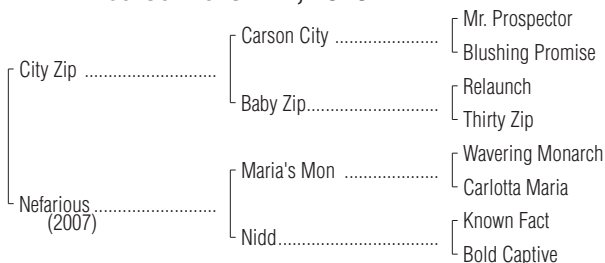 Mr. Prospector
Carson City ....................
Blushing Promise
City Zip .........................
Relaunch
Baby Zip.........................
Thirty Zip
Wavering Monarch
Maria's Mon ..................
Carlotta Maria
Nefarious .......................
(2007)
Known Fact
Nidd...............................
Bold Captive